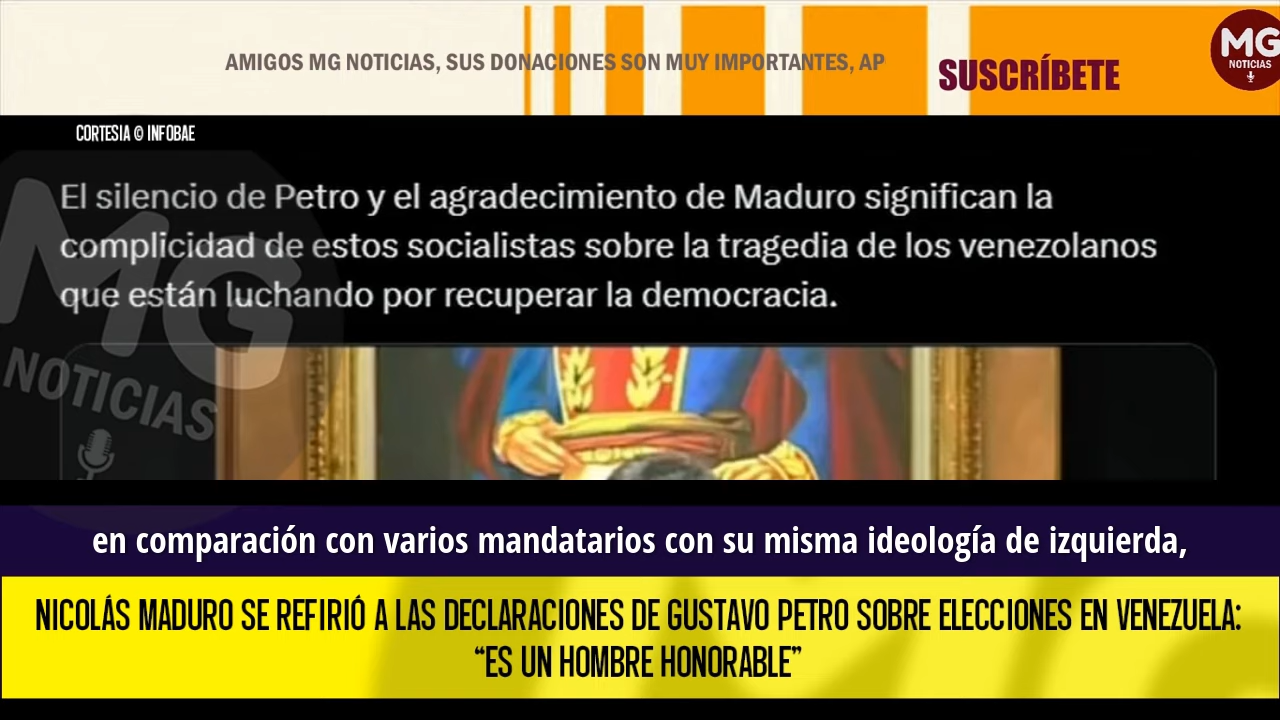 AMIGOS MG NOTICIAS, SUS DONACIONES SON MUY IMPORTANTES, AP
SUSCRÍBETE
MG
NOTICIAS
CORTESIA © INFOBAE
El silencio de Petro y el agradecimiento de Maduro significan la
complicidad de estos socialistas sobre la tragedia de los venezolanos
que están luchando por recuperar la democracia.
MG
NOTICIAS
en comparación con varios mandatarios con su misma ideología de izquierda,
NICOLÁS MADURO SE REFIRIÓ A LAS DECLARACIONES DE GUSTAVO PETRO SOBRE ELECCIONES EN VENEZUELA:
“ES UN HOMBRE HONORABLE”